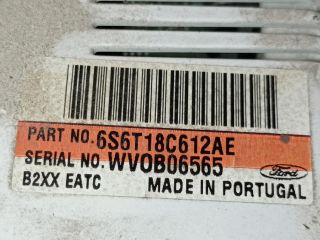 PART NO. 6S6T18C612AE
SERIAL NO. WVOB06565
Ford
B2XX EATC MADE IN PORTUGAL